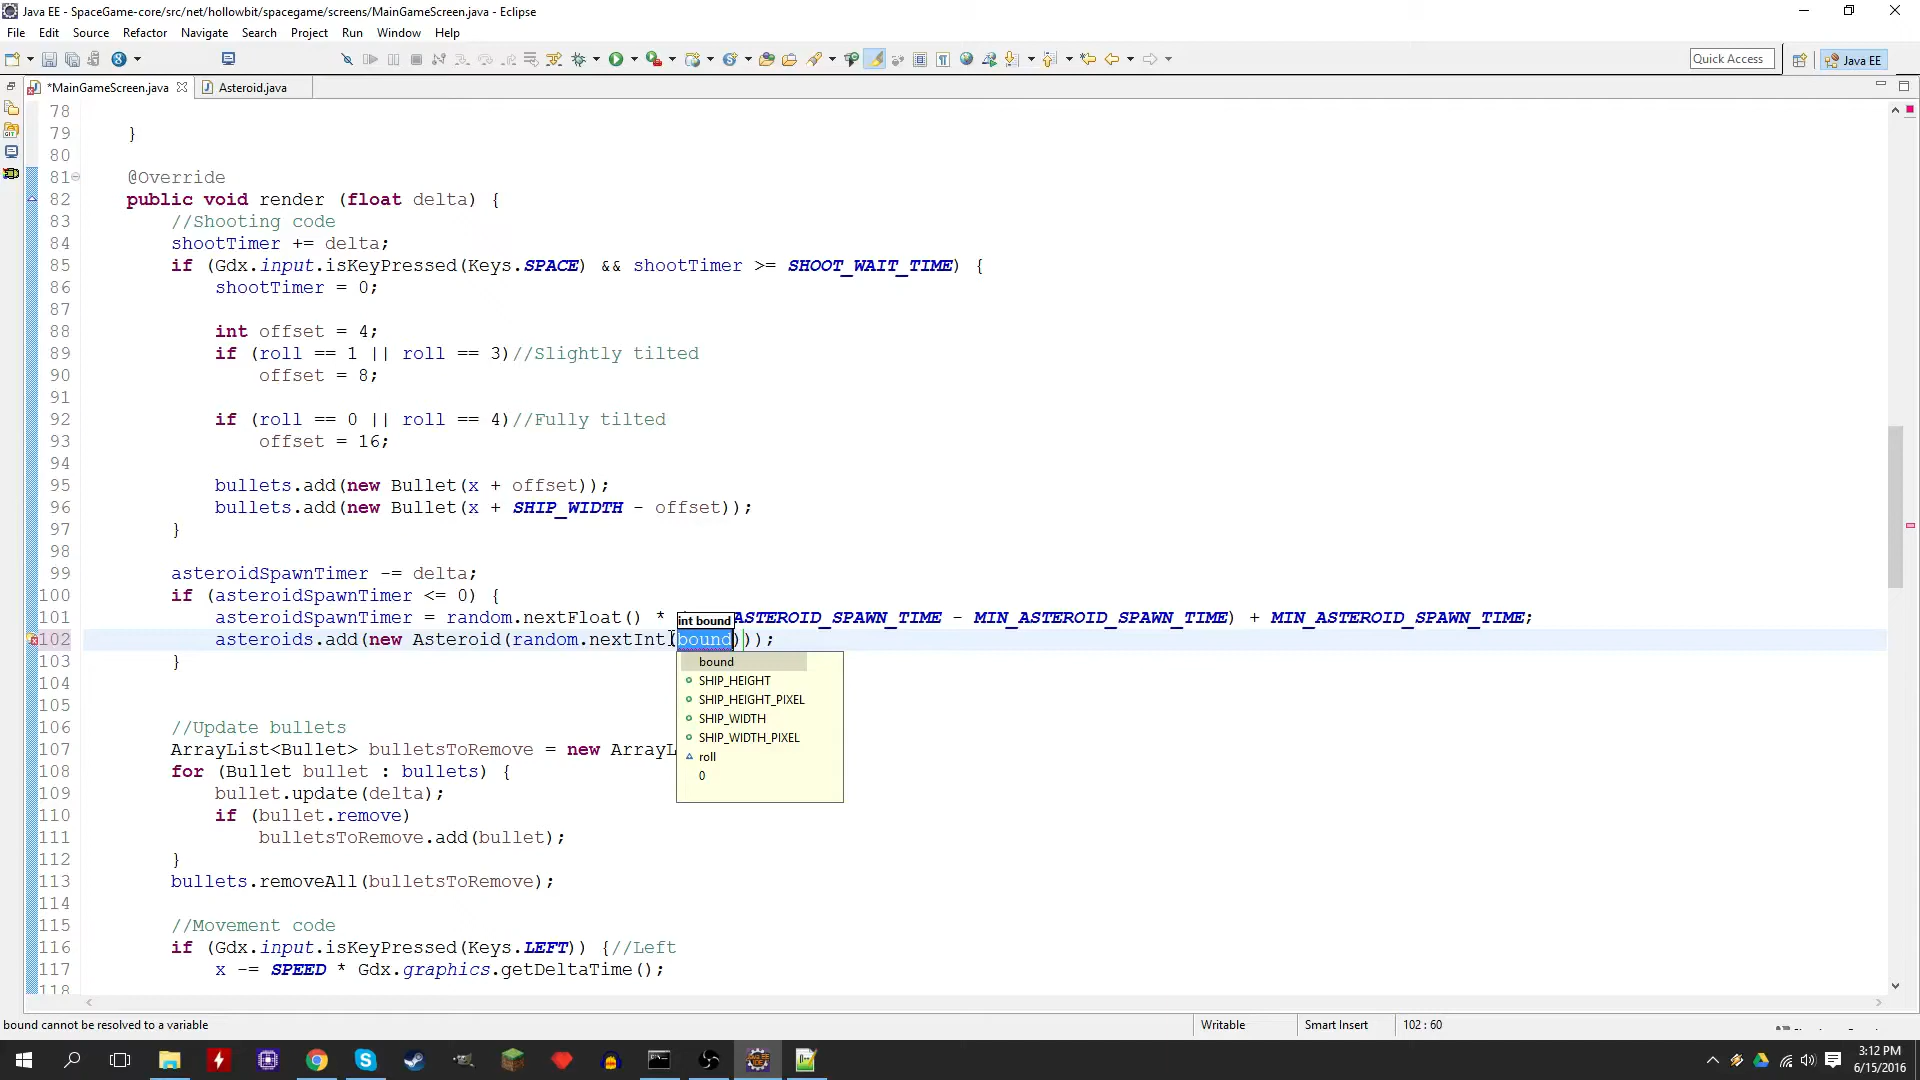 Java EE - SpaceGame-core/src/net/hollowbit/spacegame/screens/MainGameScreen.java - Eclipse
File Edit Source Refactor Navigate Search Project Run Window Help
Quick Access
Java EE
*MainGameScreen.java
Asteroid.java
78
79 }
80
81 @Override
82 public void render (float delta) {
83 //Shooting code
84 shootTimer += delta;
85 if (Gdx.input.isKeyPressed(Keys.SPACE) && shootTimer >= SHOOT_WAIT_TIME) {
86 shootTimer = 0;
87
88 int offset = 4;
89 if (roll == 1 || roll == 3)//Slightly tilted
90 offset = 8;
91
92 if (roll == 0 || roll == 4)//Fully tilted
93 offset = 16;
94
95 bullets.add(new Bullet(x + offset));
96 bullets.add(new Bullet(x + SHIP_WIDTH - offset));
97 }
98
99 asteroidSpawnTimer -= delta;
100 if (asteroidSpawnTimer <= 0) {
101 asteroidSpawnTimer = random.nextFloat() * ASTEROID_SPAWN_TIME - MIN_ASTEROID_SPAWN_TIME) + MIN_ASTEROID_SPAWN_TIME;
int bound
102 asteroids.add(new Asteroid(random.nextInt(bound)));
103 }
bound
SHIP_HEIGHT
SHIP_HEIGHT_PIXEL
SHIP_WIDTH
SHIP_WIDTH_PIXEL
roll
0
104
105
106 //Update bullets
107 ArrayList<Bullet> bulletsToRemove = new ArrayL
108 for (Bullet bullet : bullets) {
109 bullet.update(delta);
110 if (bullet.remove)
111 bulletsToRemove.add(bullet);
112 }
113 bullets.removeAll(bulletsToRemove);
114
115 //Movement code
116 if (Gdx.input.isKeyPressed(Keys.LEFT)) {//Left
117 x -= SPEED * Gdx.graphics.getDeltaTime();
118
bound cannot be resolved to a variable
Writable
Smart Insert
102 : 60
3:12 PM
6/15/2016